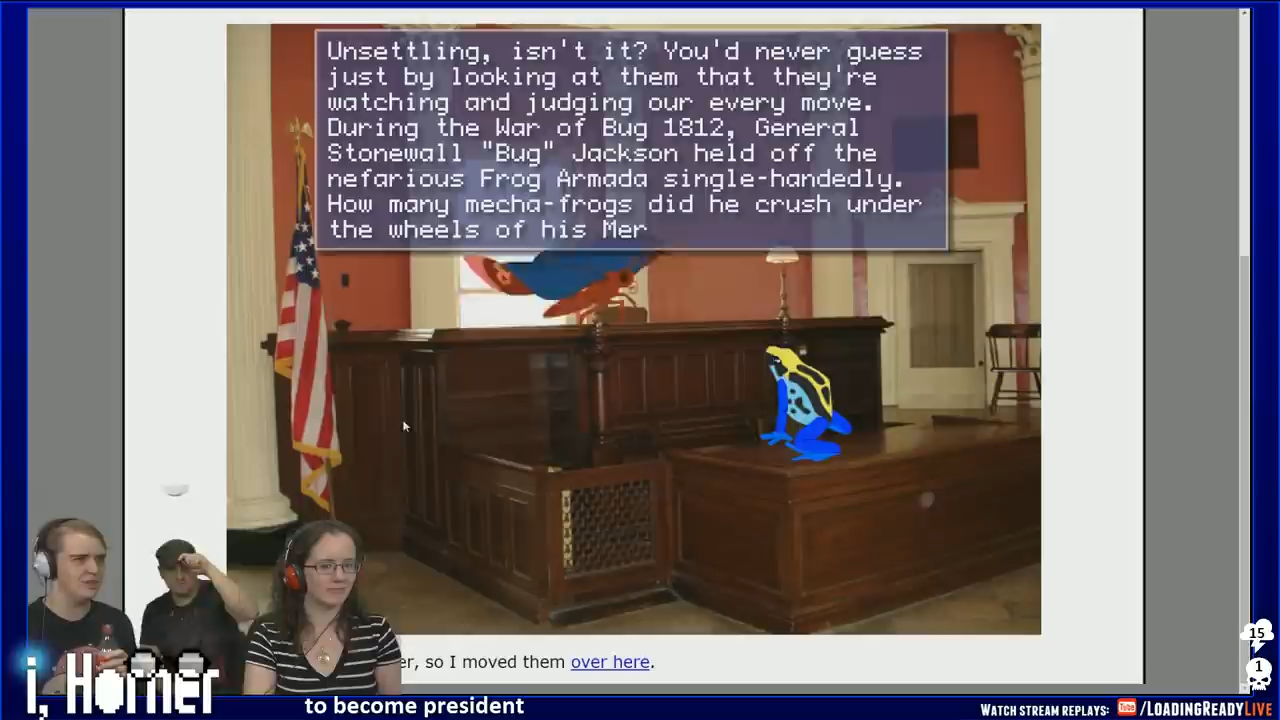 Unsettling, isn't it? You'd never guess
just by looking at them that they're
watching and judging our every move.
During the War of Bug 1812, General
Stonewall "Bug" Jackson held off the
nefarious Frog Armada single-handedly.
How many mecha-frogs did he crush under
the wheels of his Mer
er, so I moved them over here.
15
1
i, Horner
to become president
WATCH STREAM REPLAYS: You Tube /LOADINGREADYLIVE